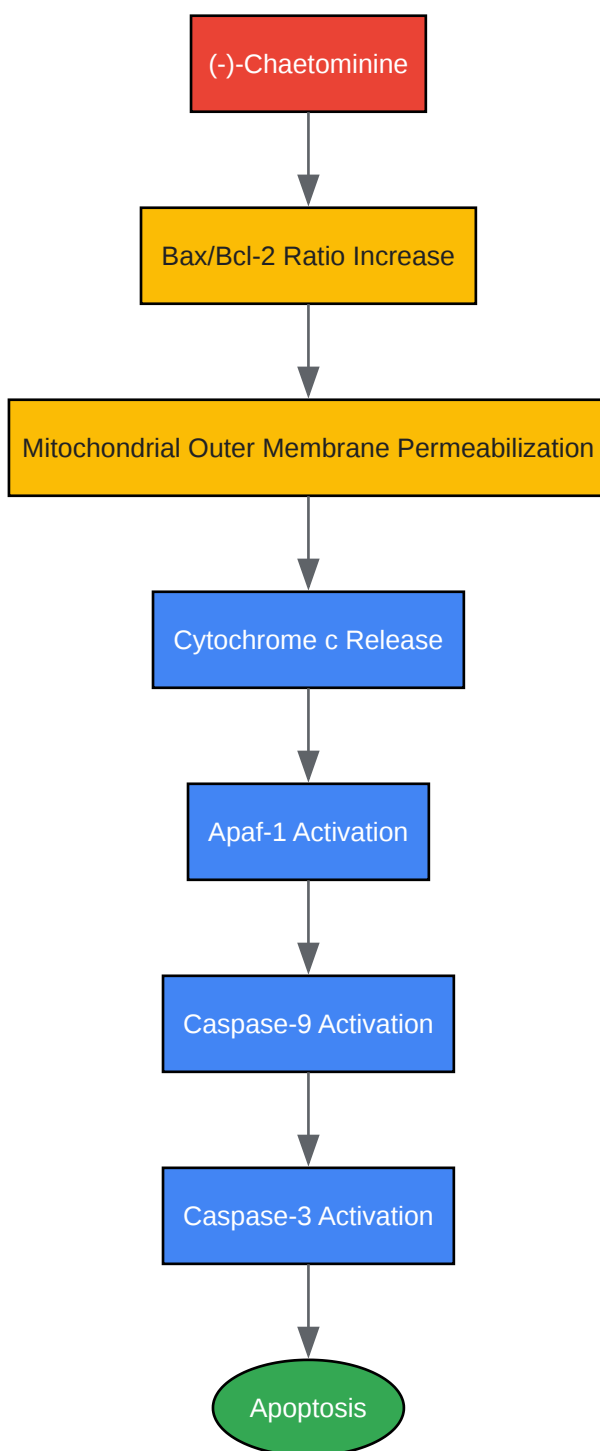 (-)-Chaetominine
Bax/Bcl-2 Ratio Increase
Mitochondrial Outer Membrane Permeabilization
Cytochrome c Release
Apaf-1 Activation
Caspase-9 Activation
Caspase-3 Activation
Apoptosis